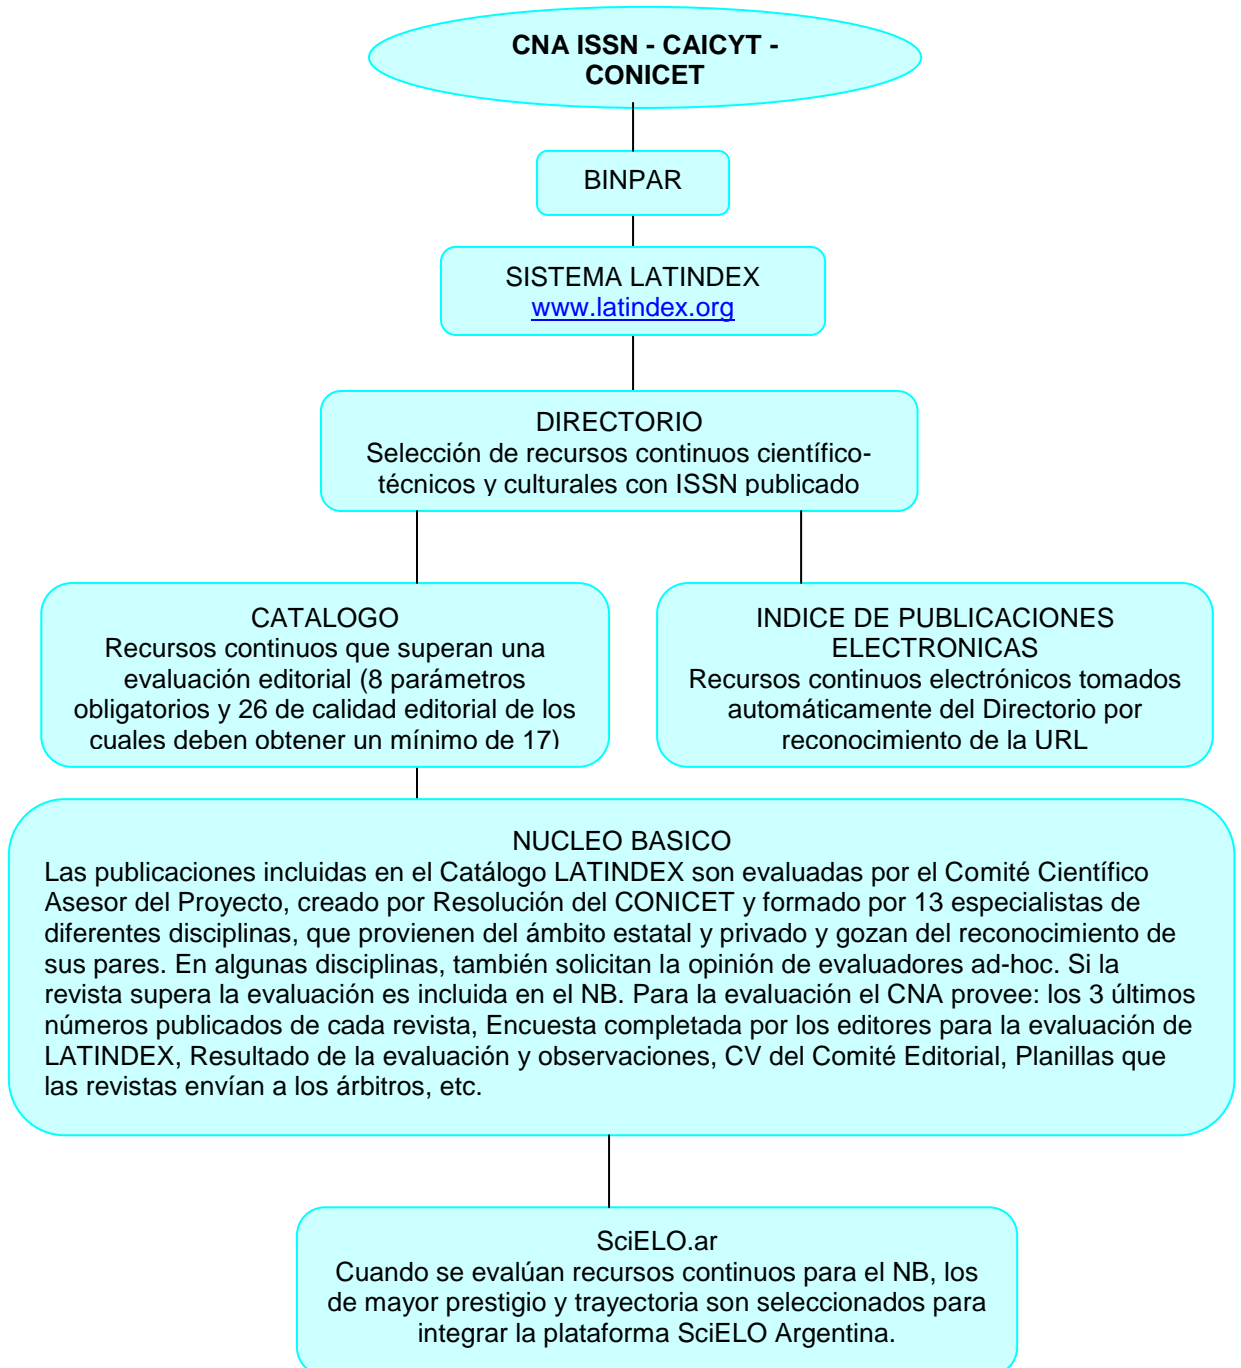 CNA ISSN - CAICYT -
CONICET
BINPAR
SISTEMA LATINDEX
www.latindex.org
DIRECTORIO
Selección de recursos continuos científico-
técnicos y culturales con ISSN publicado
CATALOGO
Recursos continuos que superan una
evaluación editorial (8 parámetros
obligatorios y 26 de calidad editorial de los
cuales deben obtener un mínimo de 17)
INDICE DE PUBLICACIONES
ELECTRONICAS
Recursos continuos electrónicos tomados
automáticamente del Directorio por
reconocimiento de la URL
NUCLEO BASICO
Las publicaciones incluidas en el Catálogo LATINDEX son evaluadas por el Comité Científico
Asesor del Proyecto, creado por Resolución del CONICET y formado por 13 especialistas de
diferentes disciplinas, que provienen del ámbito estatal y privado y gozan del reconocimiento de
sus pares. En algunas disciplinas, también solicitan la opinión de evaluadores ad-hoc. Si la
revista supera la evaluación es incluida en el NB. Para la evaluación el CNA provee: los 3 últimos
números publicados de cada revista, Encuesta completada por los editores para la evaluación de
LATINDEX, Resultado de la evaluación y observaciones, CV del Comité Editorial, Planillas que
las revistas envían a los árbitros, etc.
SciELO.ar
Cuando se evalúan recursos continuos para el NB, los
de mayor prestigio y trayectoria son seleccionados para
integrar la plataforma SciELO Argentina.